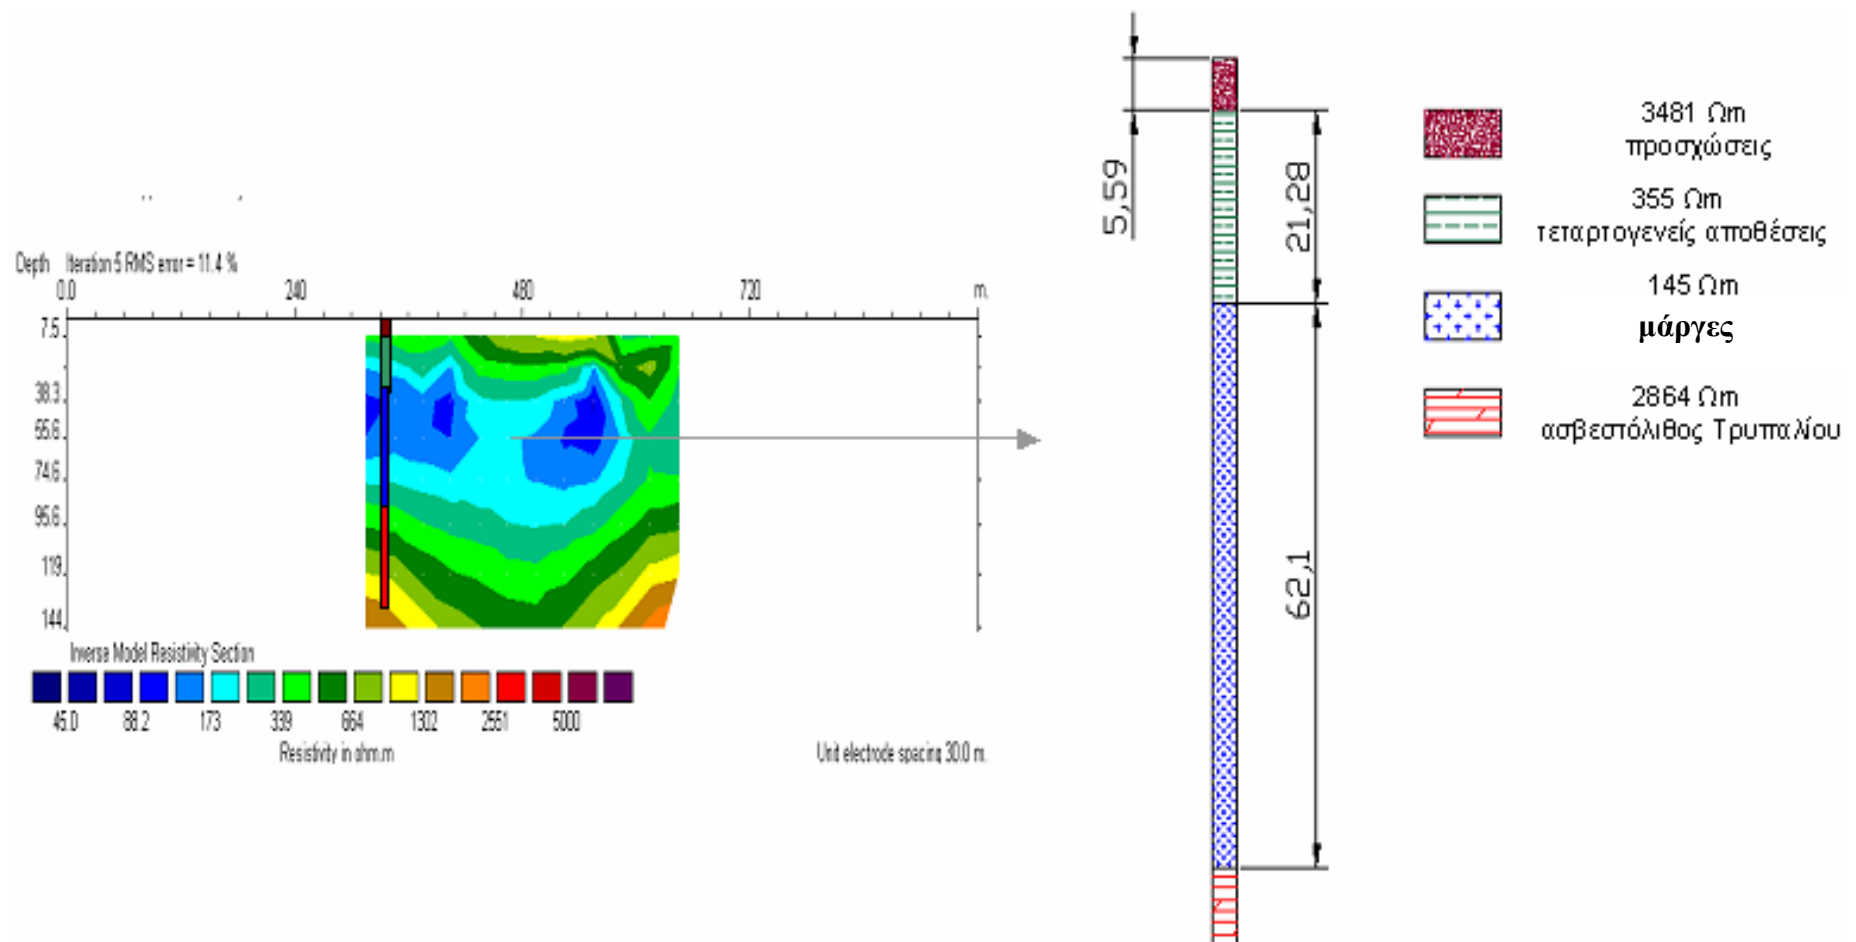 Depth Iteration 5 RMS error = 11.4 %
0.0 240 480 720 m.
7.5
38.3
55.6
74.6
95.6
119.
144.
Inverse Model Resistivity Section
45.0 88.2 173 339 664 1302 2551 5000
Resistivity in ohm.m
Unit electrode spacing 30.0 m.
5,59
21,28
62,1
3481 Ωm
προσχώσεις
355 Ωm
τεταρτογενείς αποθέσεις
145 Ωm
μάργες
2864 Ωm
ασβεστόλιθος Τρυπαλίου